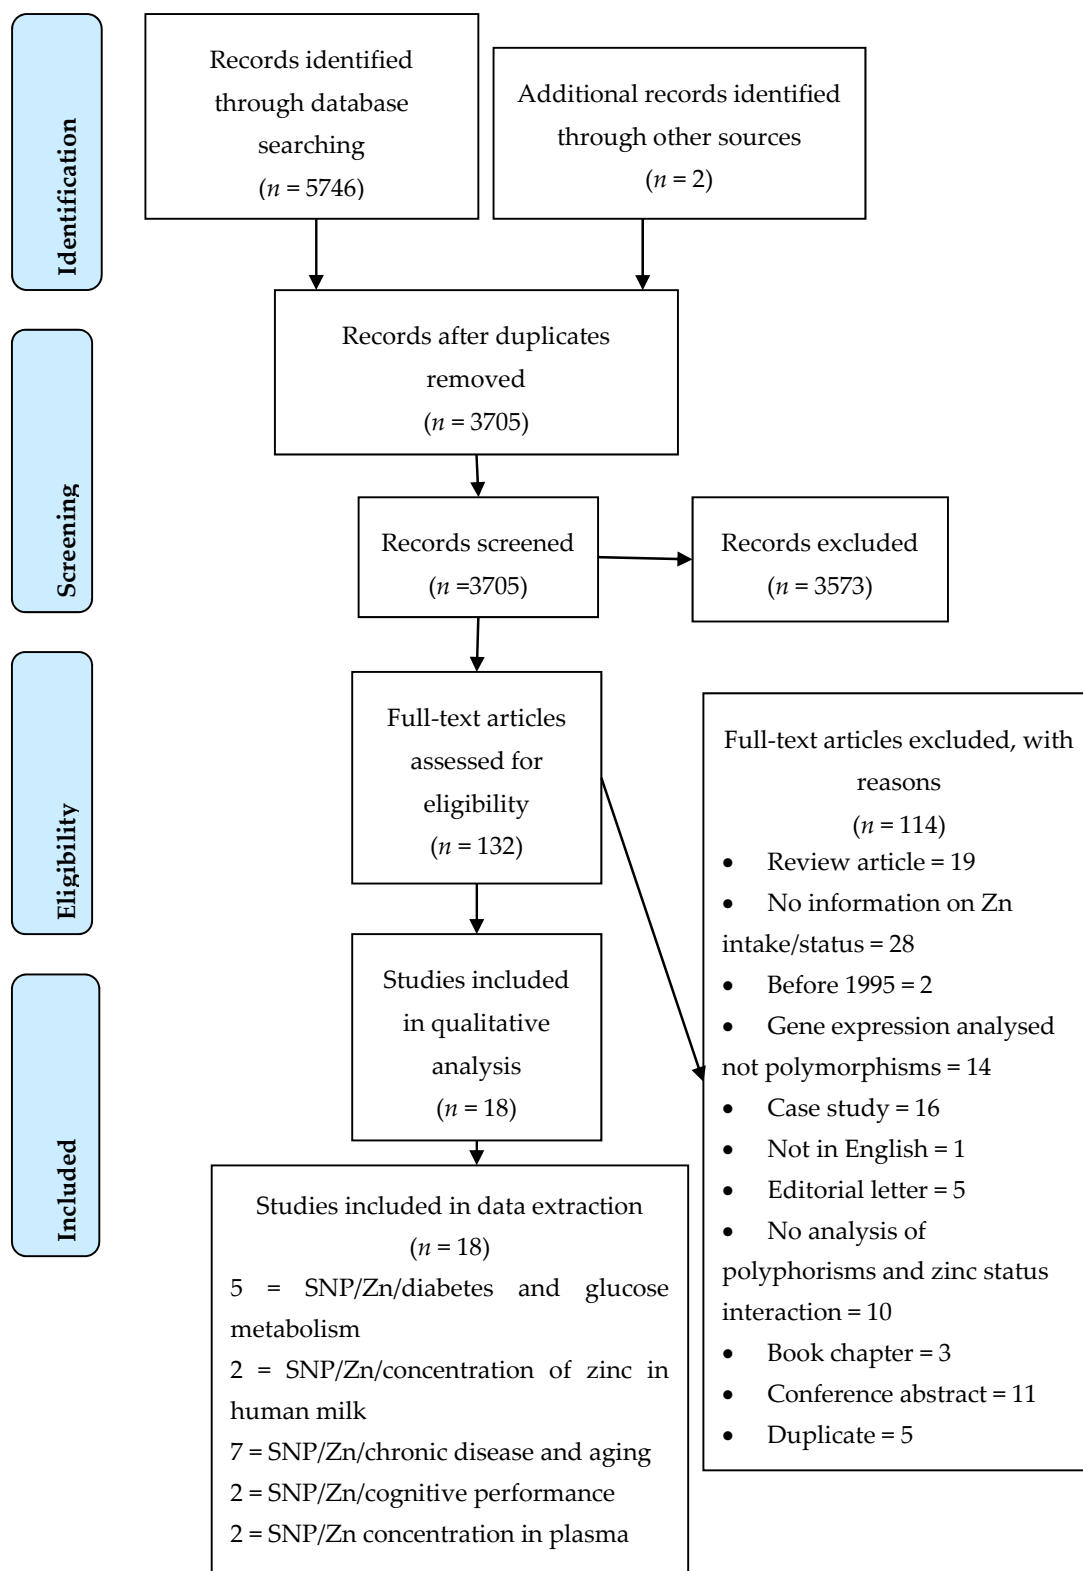 Identification
Records identified
through database
searching
(n = 5746)
Additional records identified
through other sources
(n = 2)
Records after duplicates
removed
(n = 3705)
Screening
Records screened
(n =3705)
Records excluded
(n = 3573)
Eligibility
Full-text articles
assessed for
eligibility
(n = 132)
Full-text articles excluded, with
reasons
(n = 114)
• Review article = 19
• No information on Zn
intake/status = 28
• Before 1995 = 2
• Gene expression analysed
not polymorphisms = 14
• Case study = 16
• Not in English = 1
• Editorial letter = 5
• No analysis of
polyphorisms and zinc status
interaction = 10
• Book chapter = 3
• Conference abstract = 11
• Duplicate = 5
Included
Studies included
in qualitative
analysis
(n = 18)
Studies included in data extraction
(n = 18)
5 = SNP/Zn/diabetes and glucose
metabolism
2 = SNP/Zn/concentration of zinc in
human milk
7 = SNP/Zn/chronic disease and aging
2 = SNP/Zn/cognitive performance
2 = SNP/Zn concentration in plasma